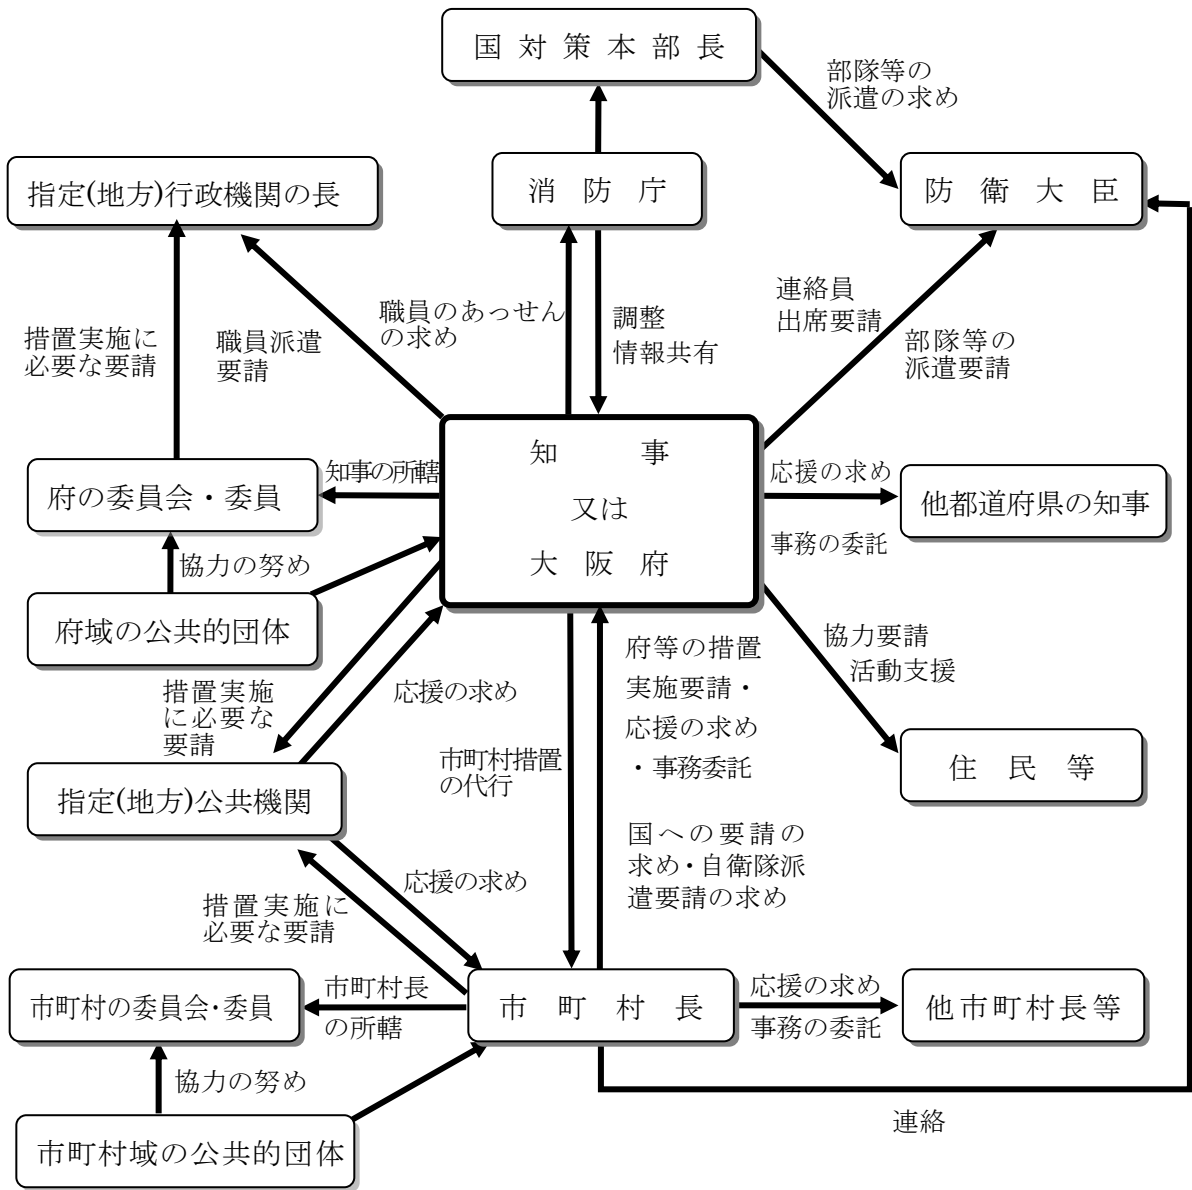 国対策本部長
部隊等の
派遣の求め
指定(地方)行政機関の長
消防庁
防衛大臣
措置実施に
必要な要請
職員派遣
要請
職員のあっせん
の求め
調整
情報共有
連絡員
出席要請
部隊等の
派遣要請
知事
又は
大阪府
知事の所轄
府の委員会・委員
応援の求め
事務の委託
他都道府県の知事
協力の努め
府域の公共的団体
措置実施
に必要な
要請
応援の求め
府等の措置
実施要請・
応援の求め
・事務委託
協力要請
活動支援
市町村措置
の代行
住民等
指定(地方)公共機関
国への要請の
求め・自衛隊派
遣要請の求め
応援の求め
措置実施に
必要な要請
市町村の委員会・委員
市町村長
の所轄
市町村長
応援の求め
事務の委託
他市町村長等
協力の努め
連絡
市町村域の公共的団体